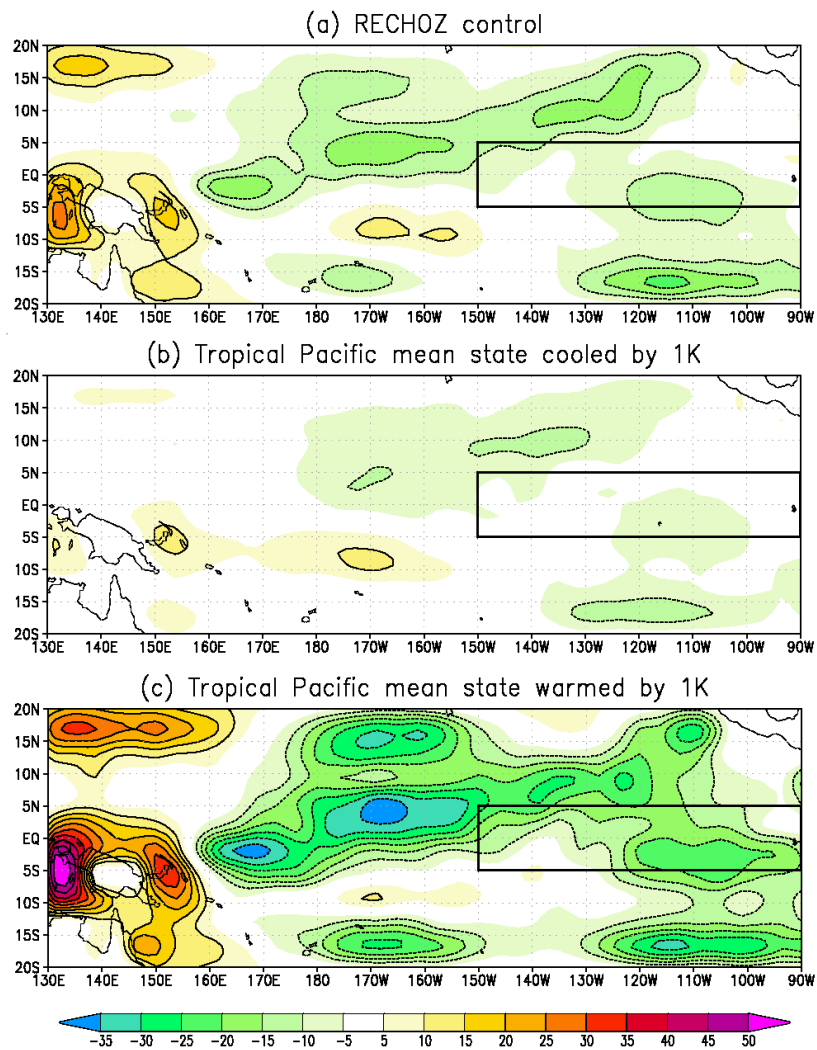 (a) RECHOZ control
20N
15N
10N
5N
EQ
5S
10S
15S
20S
130E 140E 150E 160E 170E 180 170W 160W 150W 140W 130W 120W 110W 100W 90W
(b) Tropical Pacific mean state cooled by 1K
20N
15N
10N
5N
EQ
5S
10S
15S
20S
130E 140E 150E 160E 170E 180 170W 160W 150W 140W 130W 120W 110W 100W 90W
(c) Tropical Pacific mean state warmed by 1K
20N
15N
10N
5N
EQ
5S
10S
15S
20S
130E 140E 150E 160E 170E 180 170W 160W 150W 140W 130W 120W 110W 100W 90W
-35 -30 -25 -20 -15 -10 -5 5 10 15 20 25 30 35 40 45 50